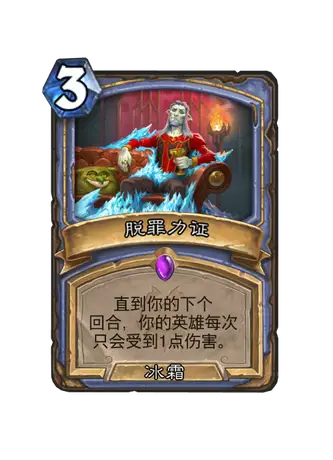 3
脱罪力证
直到你的下个
回合，你的英雄每次
只会受到1点伤害。
冰霜